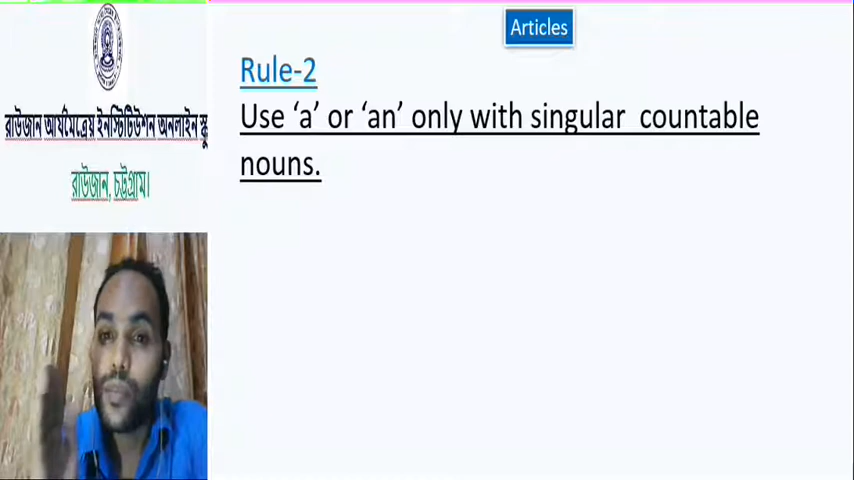 Articles
রাউজান আর্যমৈত্রেয় ইনস্টিটিউশন অনলাইন স্কু
রাউজান, চট্টগ্রাম।
Rule-2
Use ‘a’ or ‘an’ only with singular countable
nouns.